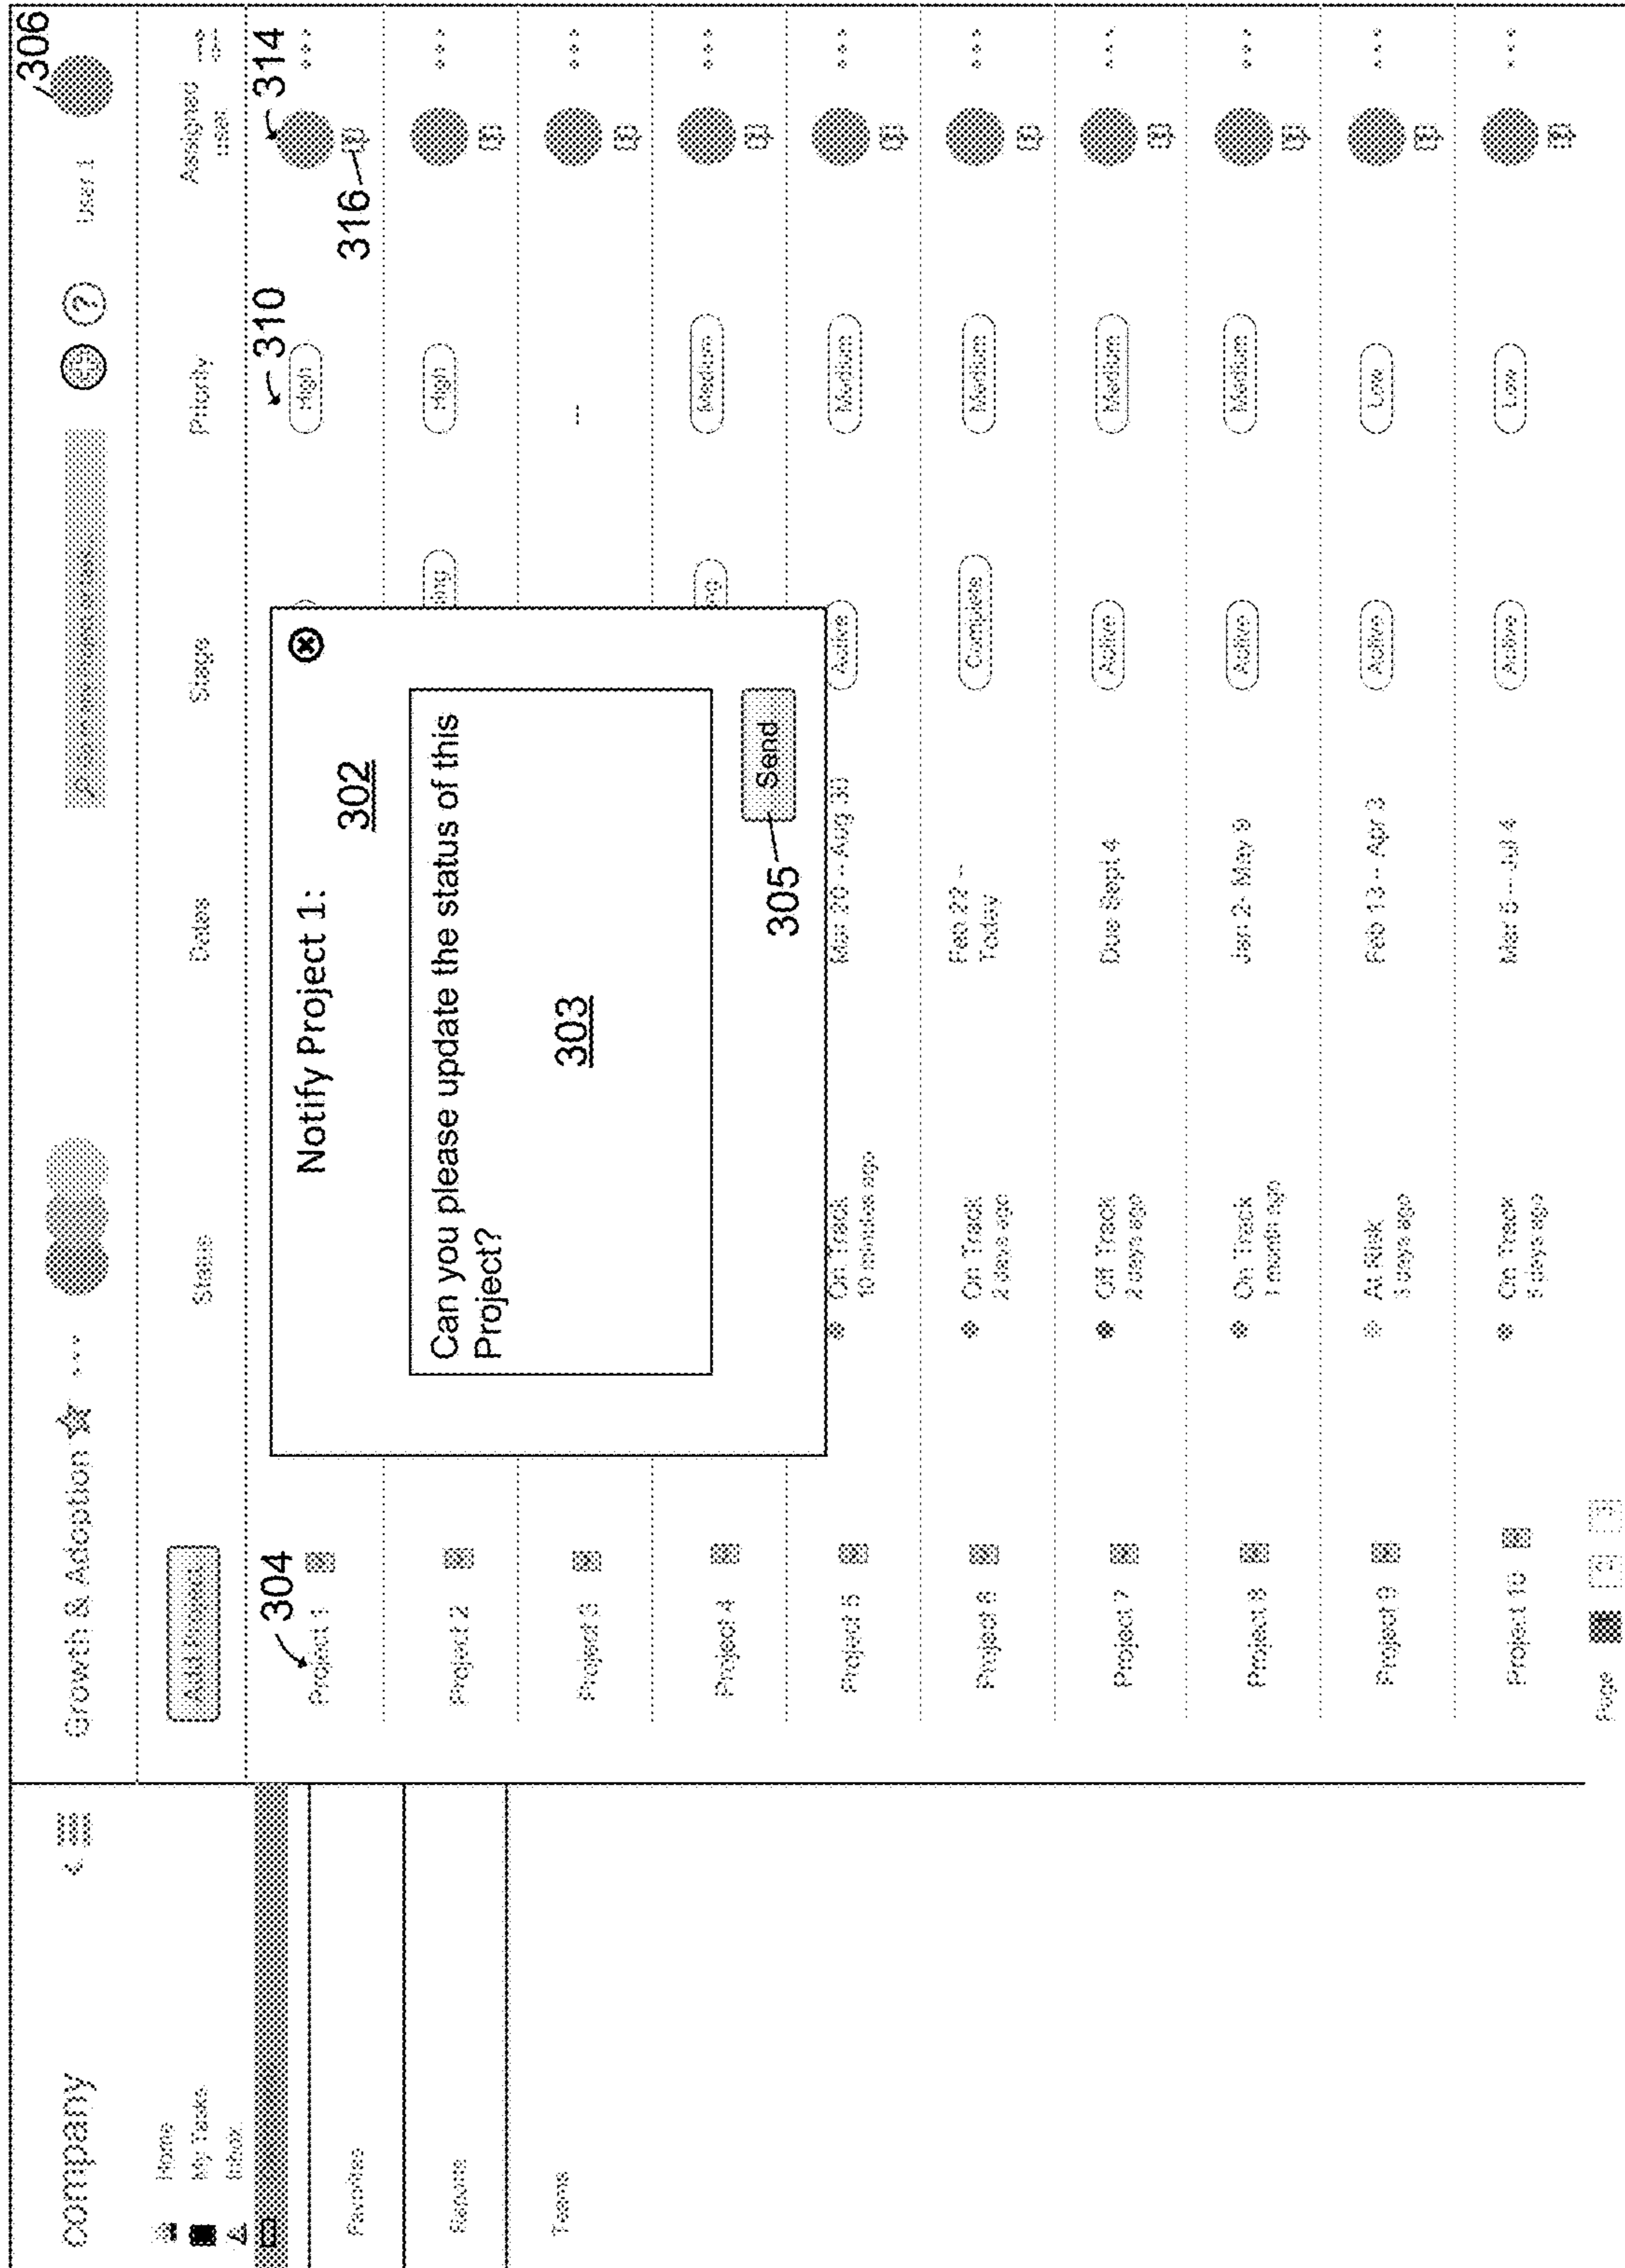 306
company
Growth & Adoption
User 1
?
Home
My Tasks
Inbox
Favorites
Reports
Teams
Status
Dates
Stage
Priority
Assigned
user
304
310
314
316
Project 1
High
Notify Project 1:
302
Can you please update the status of this
Project?
303
305
Send
Project 2
High
Project 3
--
Project 4
Medium
Project 5
On Track
10 minutes ago
Mar 20 -- Aug 30
Active
Medium
Project 6
On Track
2 days ago
Feb 22 --
Today
Complete
Medium
Project 7
Off Track
2 days ago
Due Sept 4
Active
Medium
Project 8
On Track
1 month ago
Jan 2- May 9
Active
Medium
Project 9
At Risk
Feb 13 -- Apr 3
Active
Low
Project 10
On Track
Mar 5 -- Jul 4
Active
Low
Page